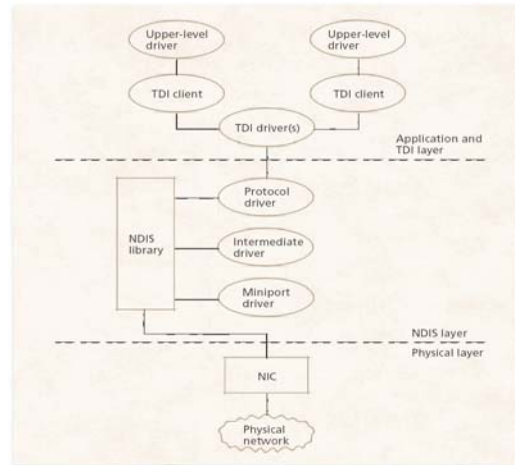 Upper-level
driver
Upper-level
driver
TDI client
TDI client
TDI driver(s)
Application and
TDI layer
Protocol
driver
NDIS
library
Intermediate
driver
Miniport
driver
NDIS layer
Physical layer
NIC
Physical
network